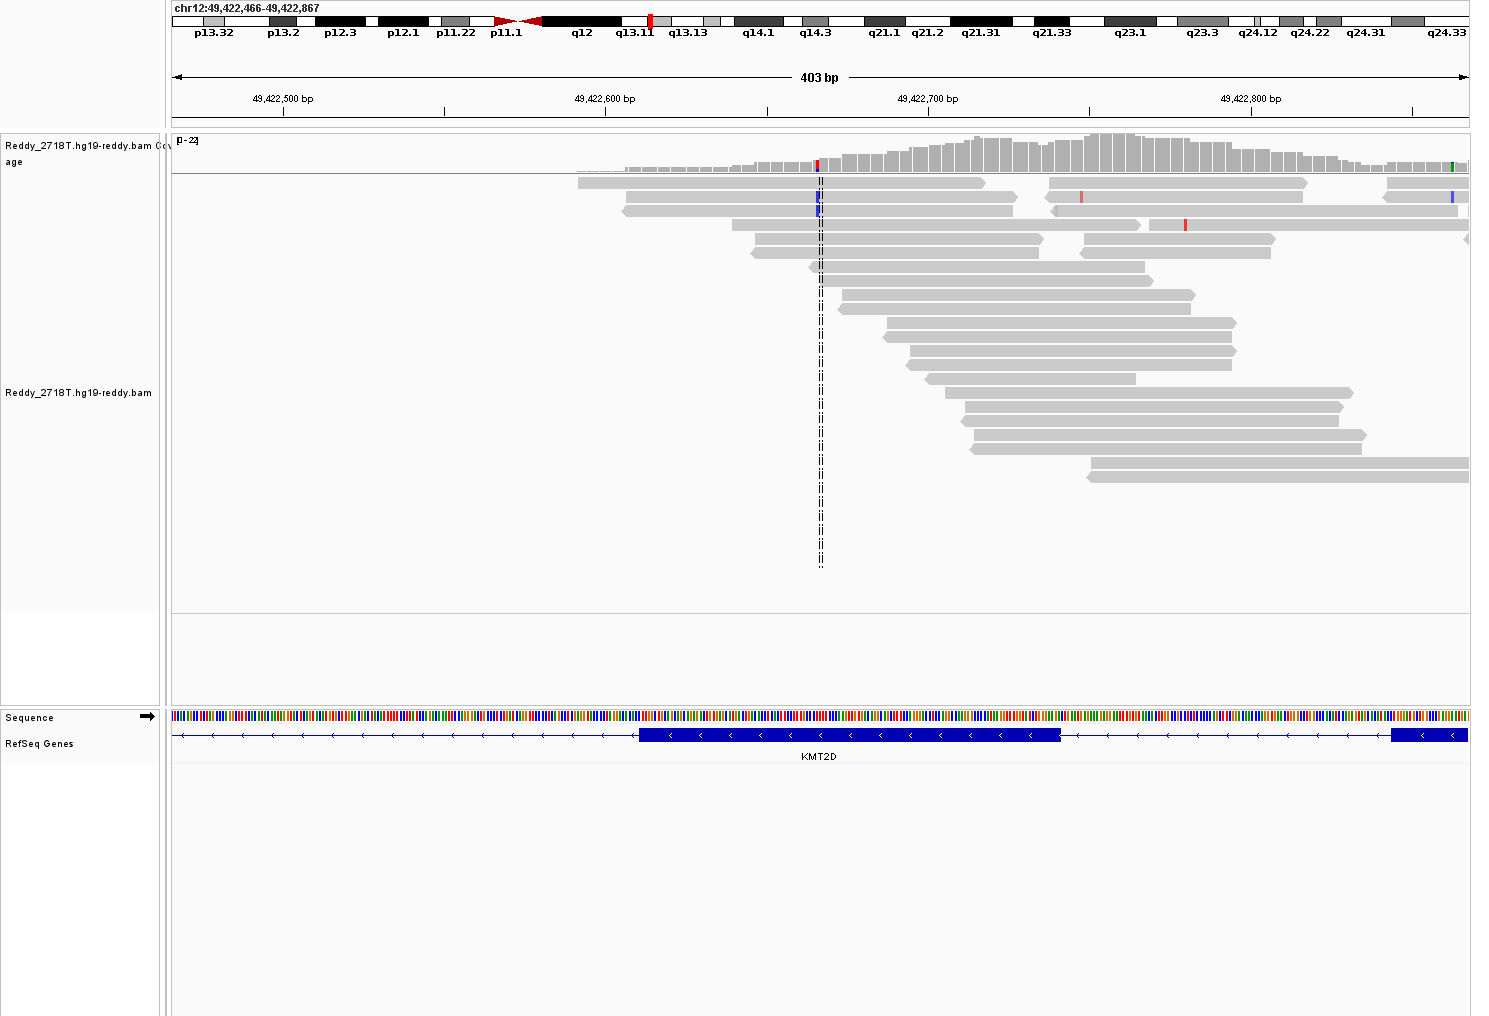 chr12:49,422,466-49,422,867
p13.32 p13.2 p12.3 p12.1 p11.22 p11.1 q12 q13.11 q13.13 q14.1 q14.3 q21.1 q21.2 q21.31 q21.33 q23.1 q23.3 q24.12 q24.22 q24.31 q24.33
403 bp
49,422,500 bp 49,422,600 bp 49,422,700 bp 49,422,800 bp
[0-22]
Reddy_2718T.hg19-reddy.bam Cov
age
Reddy_2718T.hg19-reddy.bam
Sequence
RefSeq Genes
KMT2D